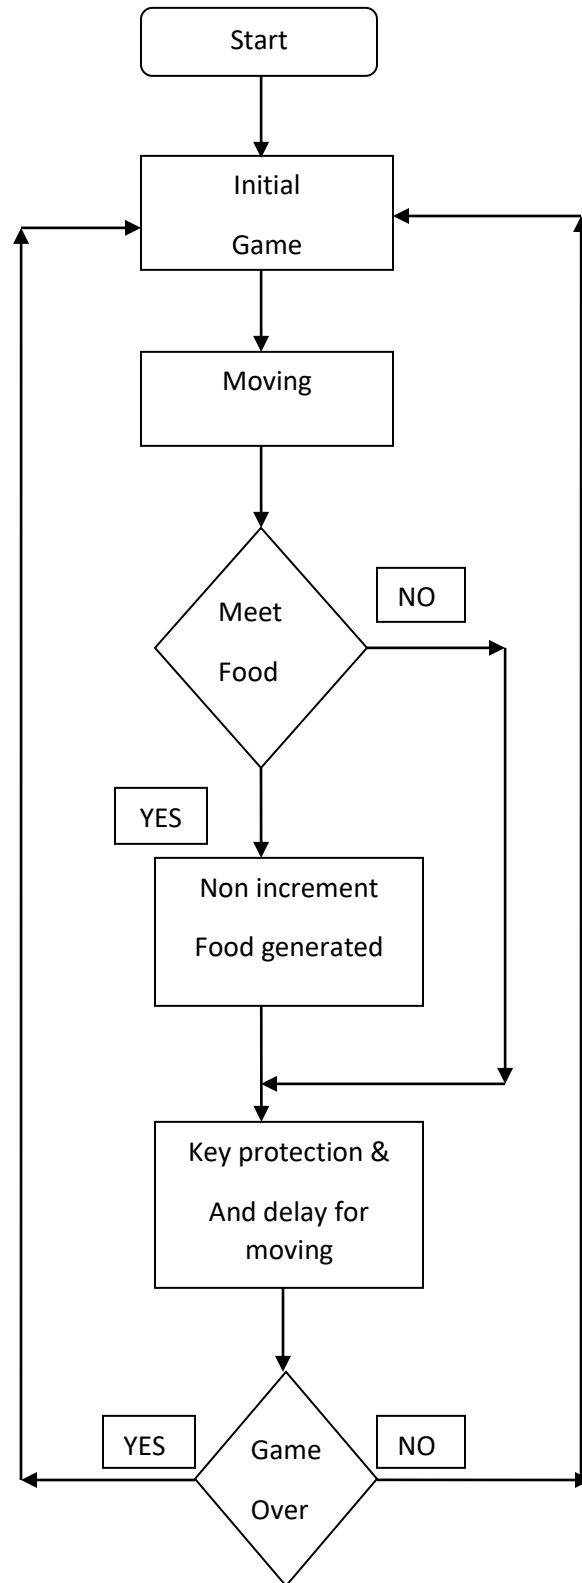 Start
Initial
Game
Moving
Meet
Food
NO
YES
Non increment
Food generated
Key protection &
And delay for
moving
YES
Game
Over
NO